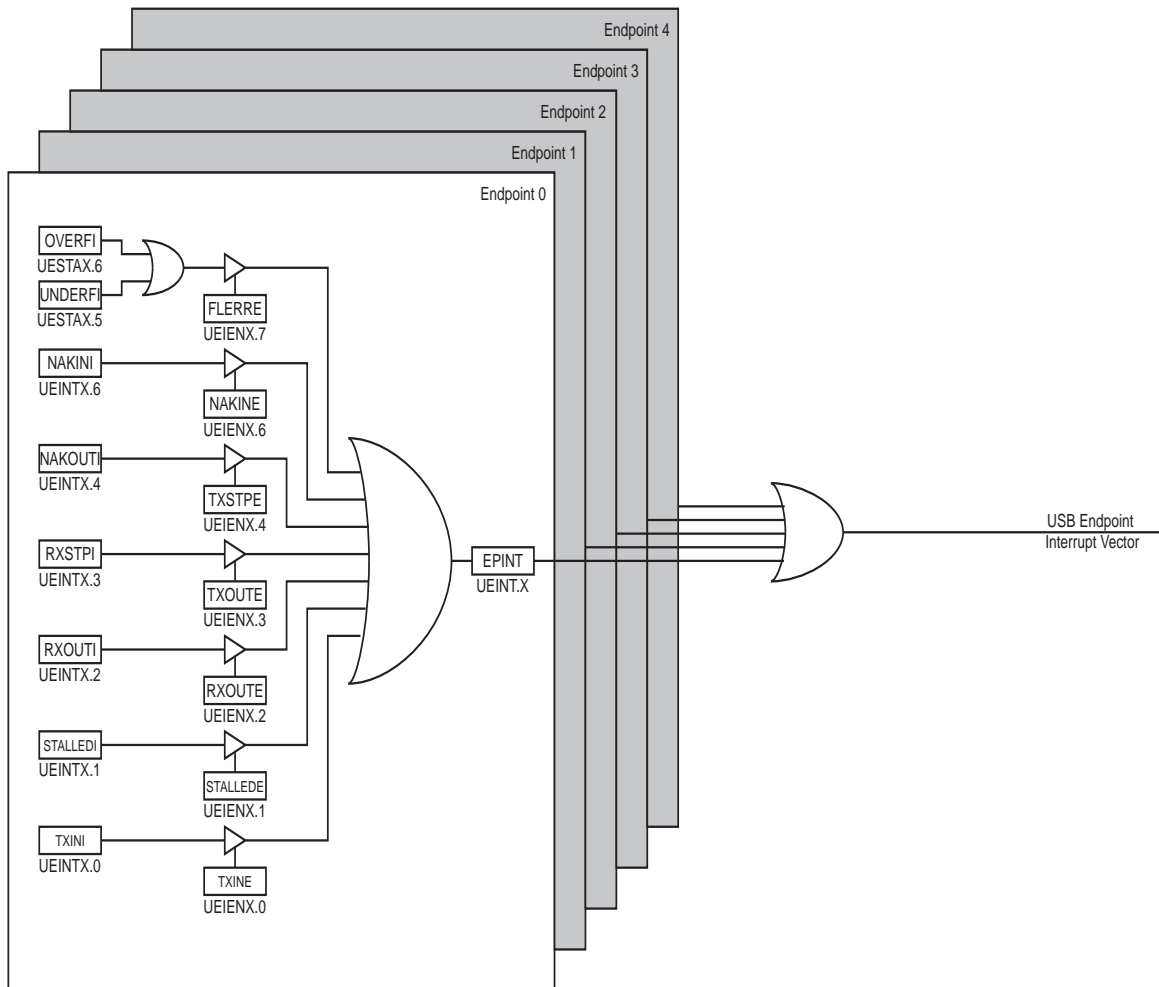 Endpoint 4
Endpoint 3
Endpoint 2
Endpoint 1
Endpoint 0
OVERFI
UESTAX.6
UNDERFI
UESTAX.5
FLERRE
UEIENX.7
NAKINI
UEINTX.6
NAKINE
UEIENX.6
NAKOUTI
UEINTX.4
TXSTPE
UEIENX.4
RXSTPI
UEINTX.3
TXOUTE
UEIENX.3
RXOUTI
UEINTX.2
RXOUTE
UEIENX.2
STALLEDI
UEINTX.1
STALLEDE
UEIENX.1
TXINI
UEINTX.0
TXINE
UEIENX.0
EPINT
UEINT.X
USB Endpoint
Interrupt Vector